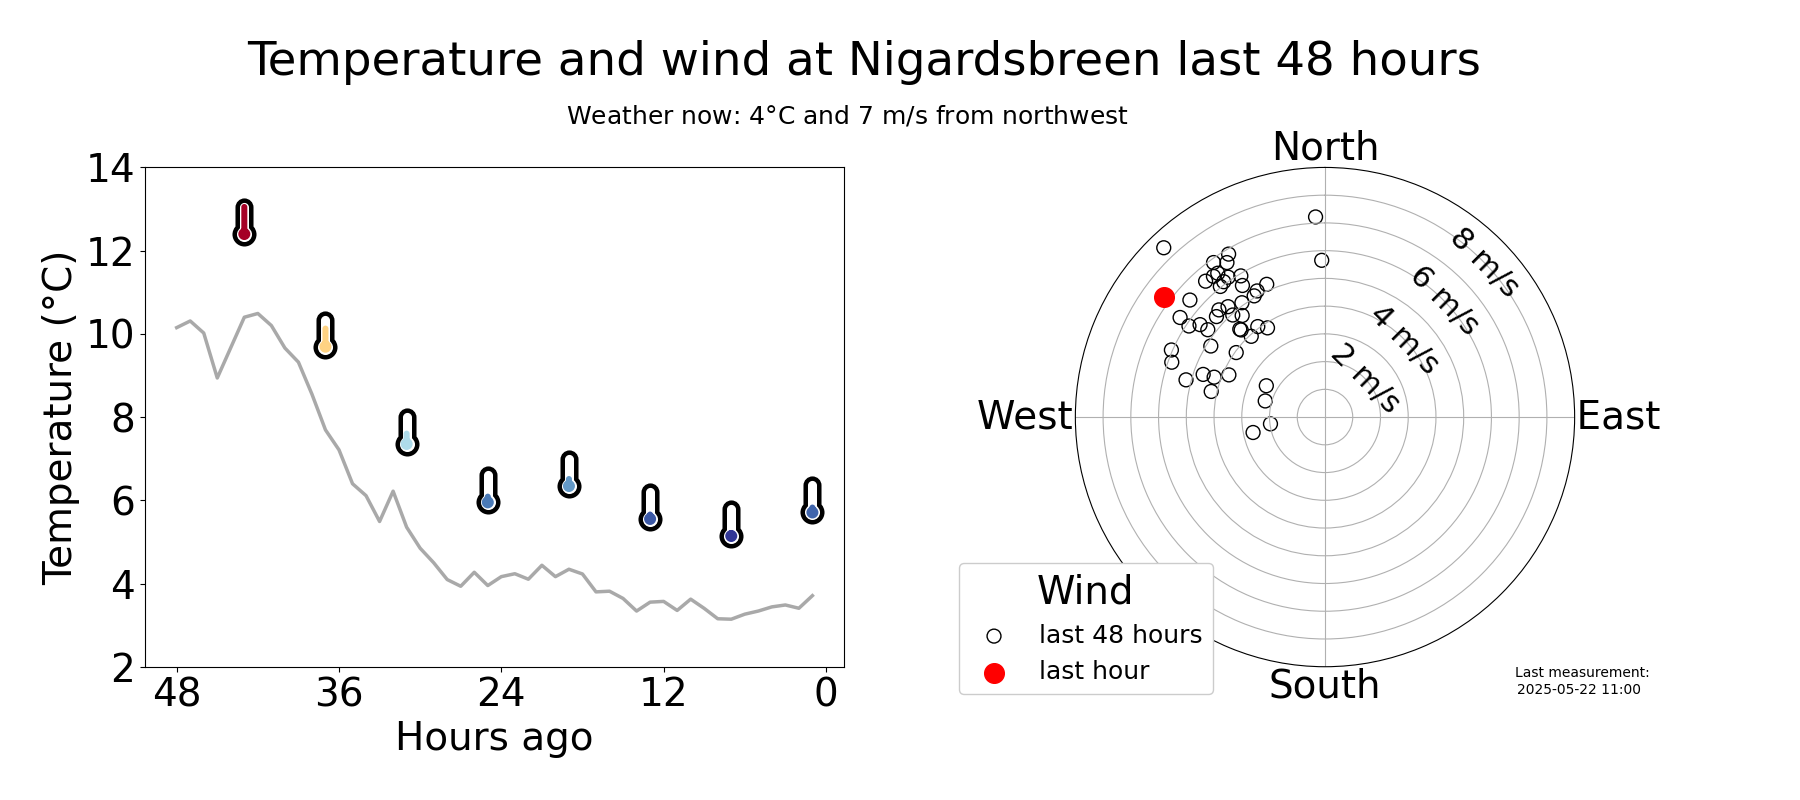 Temperature and wind at Nigardsbreen last 48 hours
Weather now: 4°C and 7 m/s from northwest
14
12
10
8
6
4
2
Temperature (°C)
48
36
24
12
0
Hours ago
North
West
East
South
8 m/s
6 m/s
4 m/s
2 m/s
Wind
last 48 hours
last hour
Last measurement:
2025-05-22 11:00